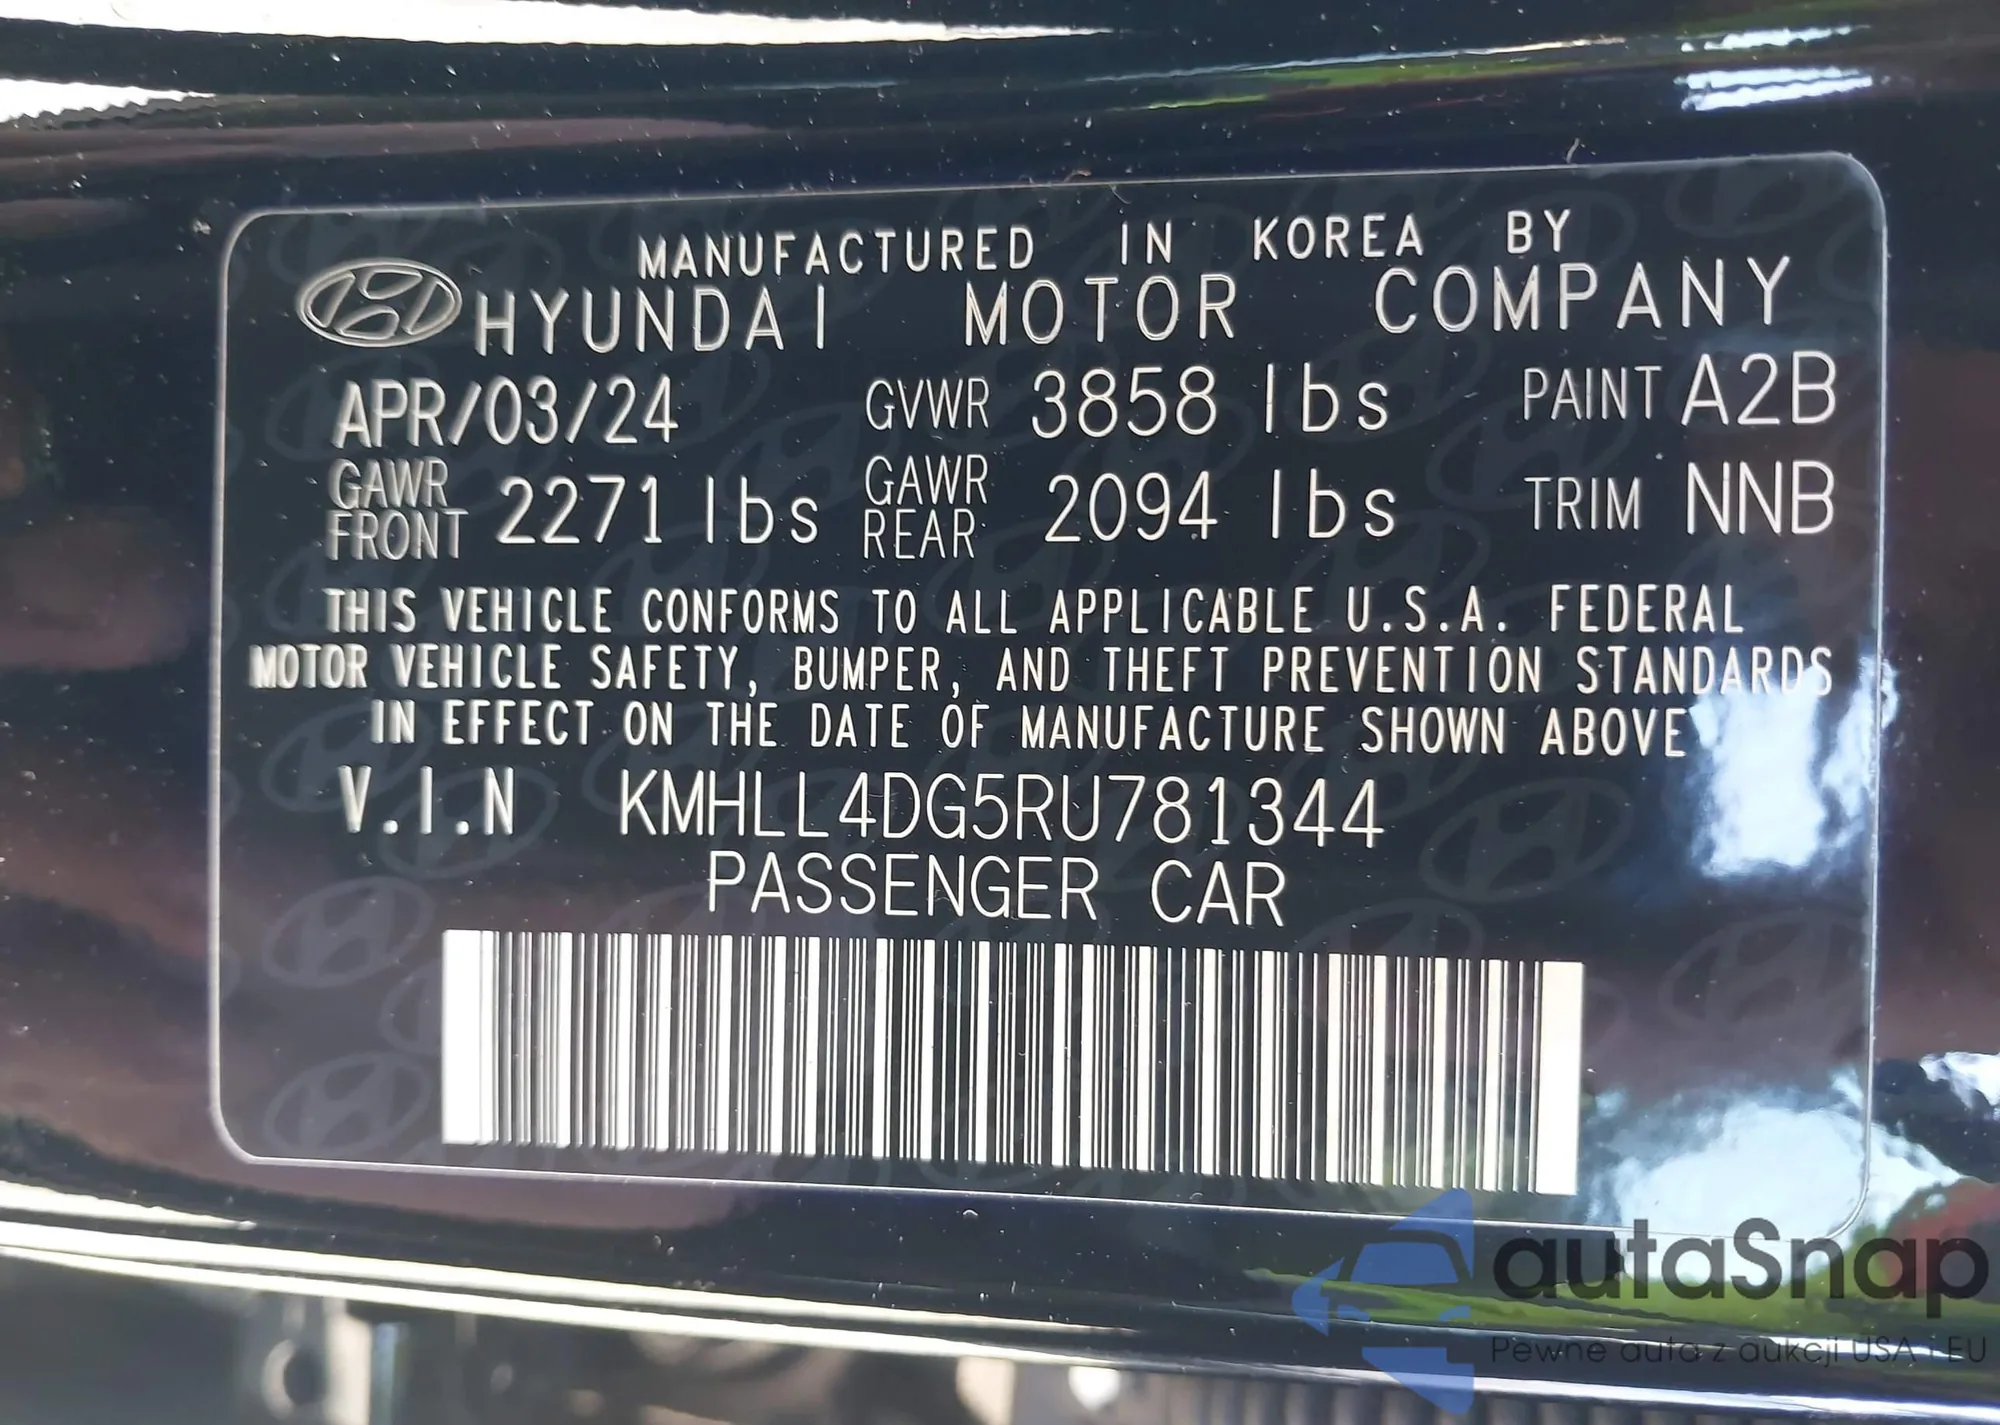 MANUFACTURED IN KOREA BY
HYUNDAI MOTOR COMPANY
APR/03/24 GVWR 3858 lbs PAINT A2B
GAWR FRONT 2271 lbs GAWR REAR 2094 lbs TRIM NNB
THIS VEHICLE CONFORMS TO ALL APPLICABLE U.S.A. FEDERAL
MOTOR VEHICLE SAFETY, BUMPER, AND THEFT PREVENTION STANDARDS
IN EFFECT ON THE DATE OF MANUFACTURE SHOWN ABOVE
V.I.N KMHLL4DG5RU781344
PASSENGER CAR
autaSnap
Pewne auta z aukcji USA i EU